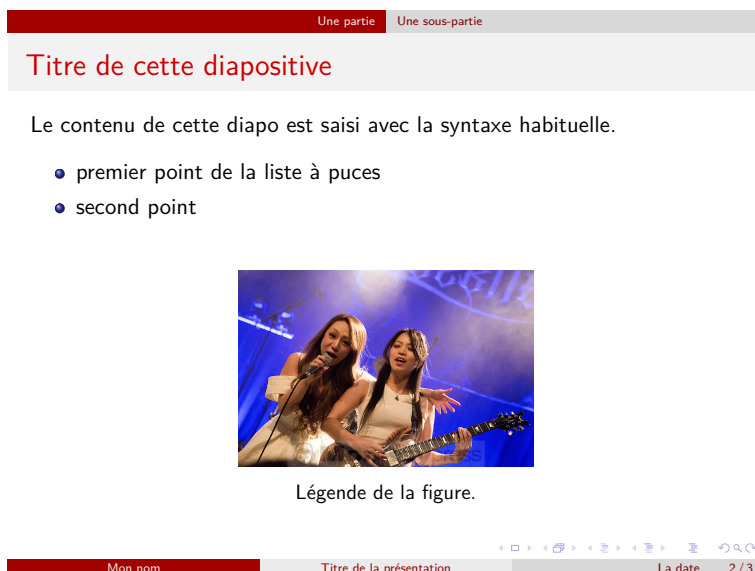 Une partie Une sous-partie
Titre de cette diapositive
Le contenu de cette diapo est saisi avec la syntaxe habituelle.
premier point de la liste à puces
second point
Légende de la figure.
Mon nom Titre de la présentation La date 2/3